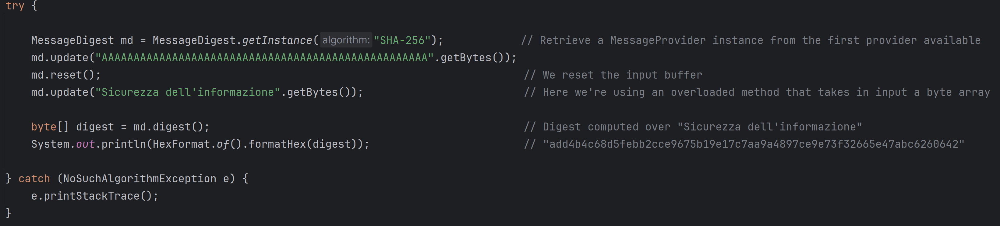 try {
MessageDigest md = MessageDigest.getInstance( algorithm: "SHA-256"); // Retrieve a MessageProvider instance from the first provider available
md.update("AAAAAAAAAAAAAAAAAAAAAAAAAAAAAAAAAAAAAAAAAAAAAAAAAAA".getBytes());
md.reset(); // We reset the input buffer
md.update("Sicurezza dell'informazione".getBytes()); // Here we're using an overloaded method that takes in input a byte array
byte[] digest = md.digest(); // Digest computed over "Sicurezza dell'informazione"
System.out.println(HexFormat.of().formatHex(digest)); // "add4b4c68d5febb2cce9675b19e17c7aa9a4897ce9e73f32665e47abc6260642"
} catch (NoSuchAlgorithmException e) {
e.printStackTrace();
}